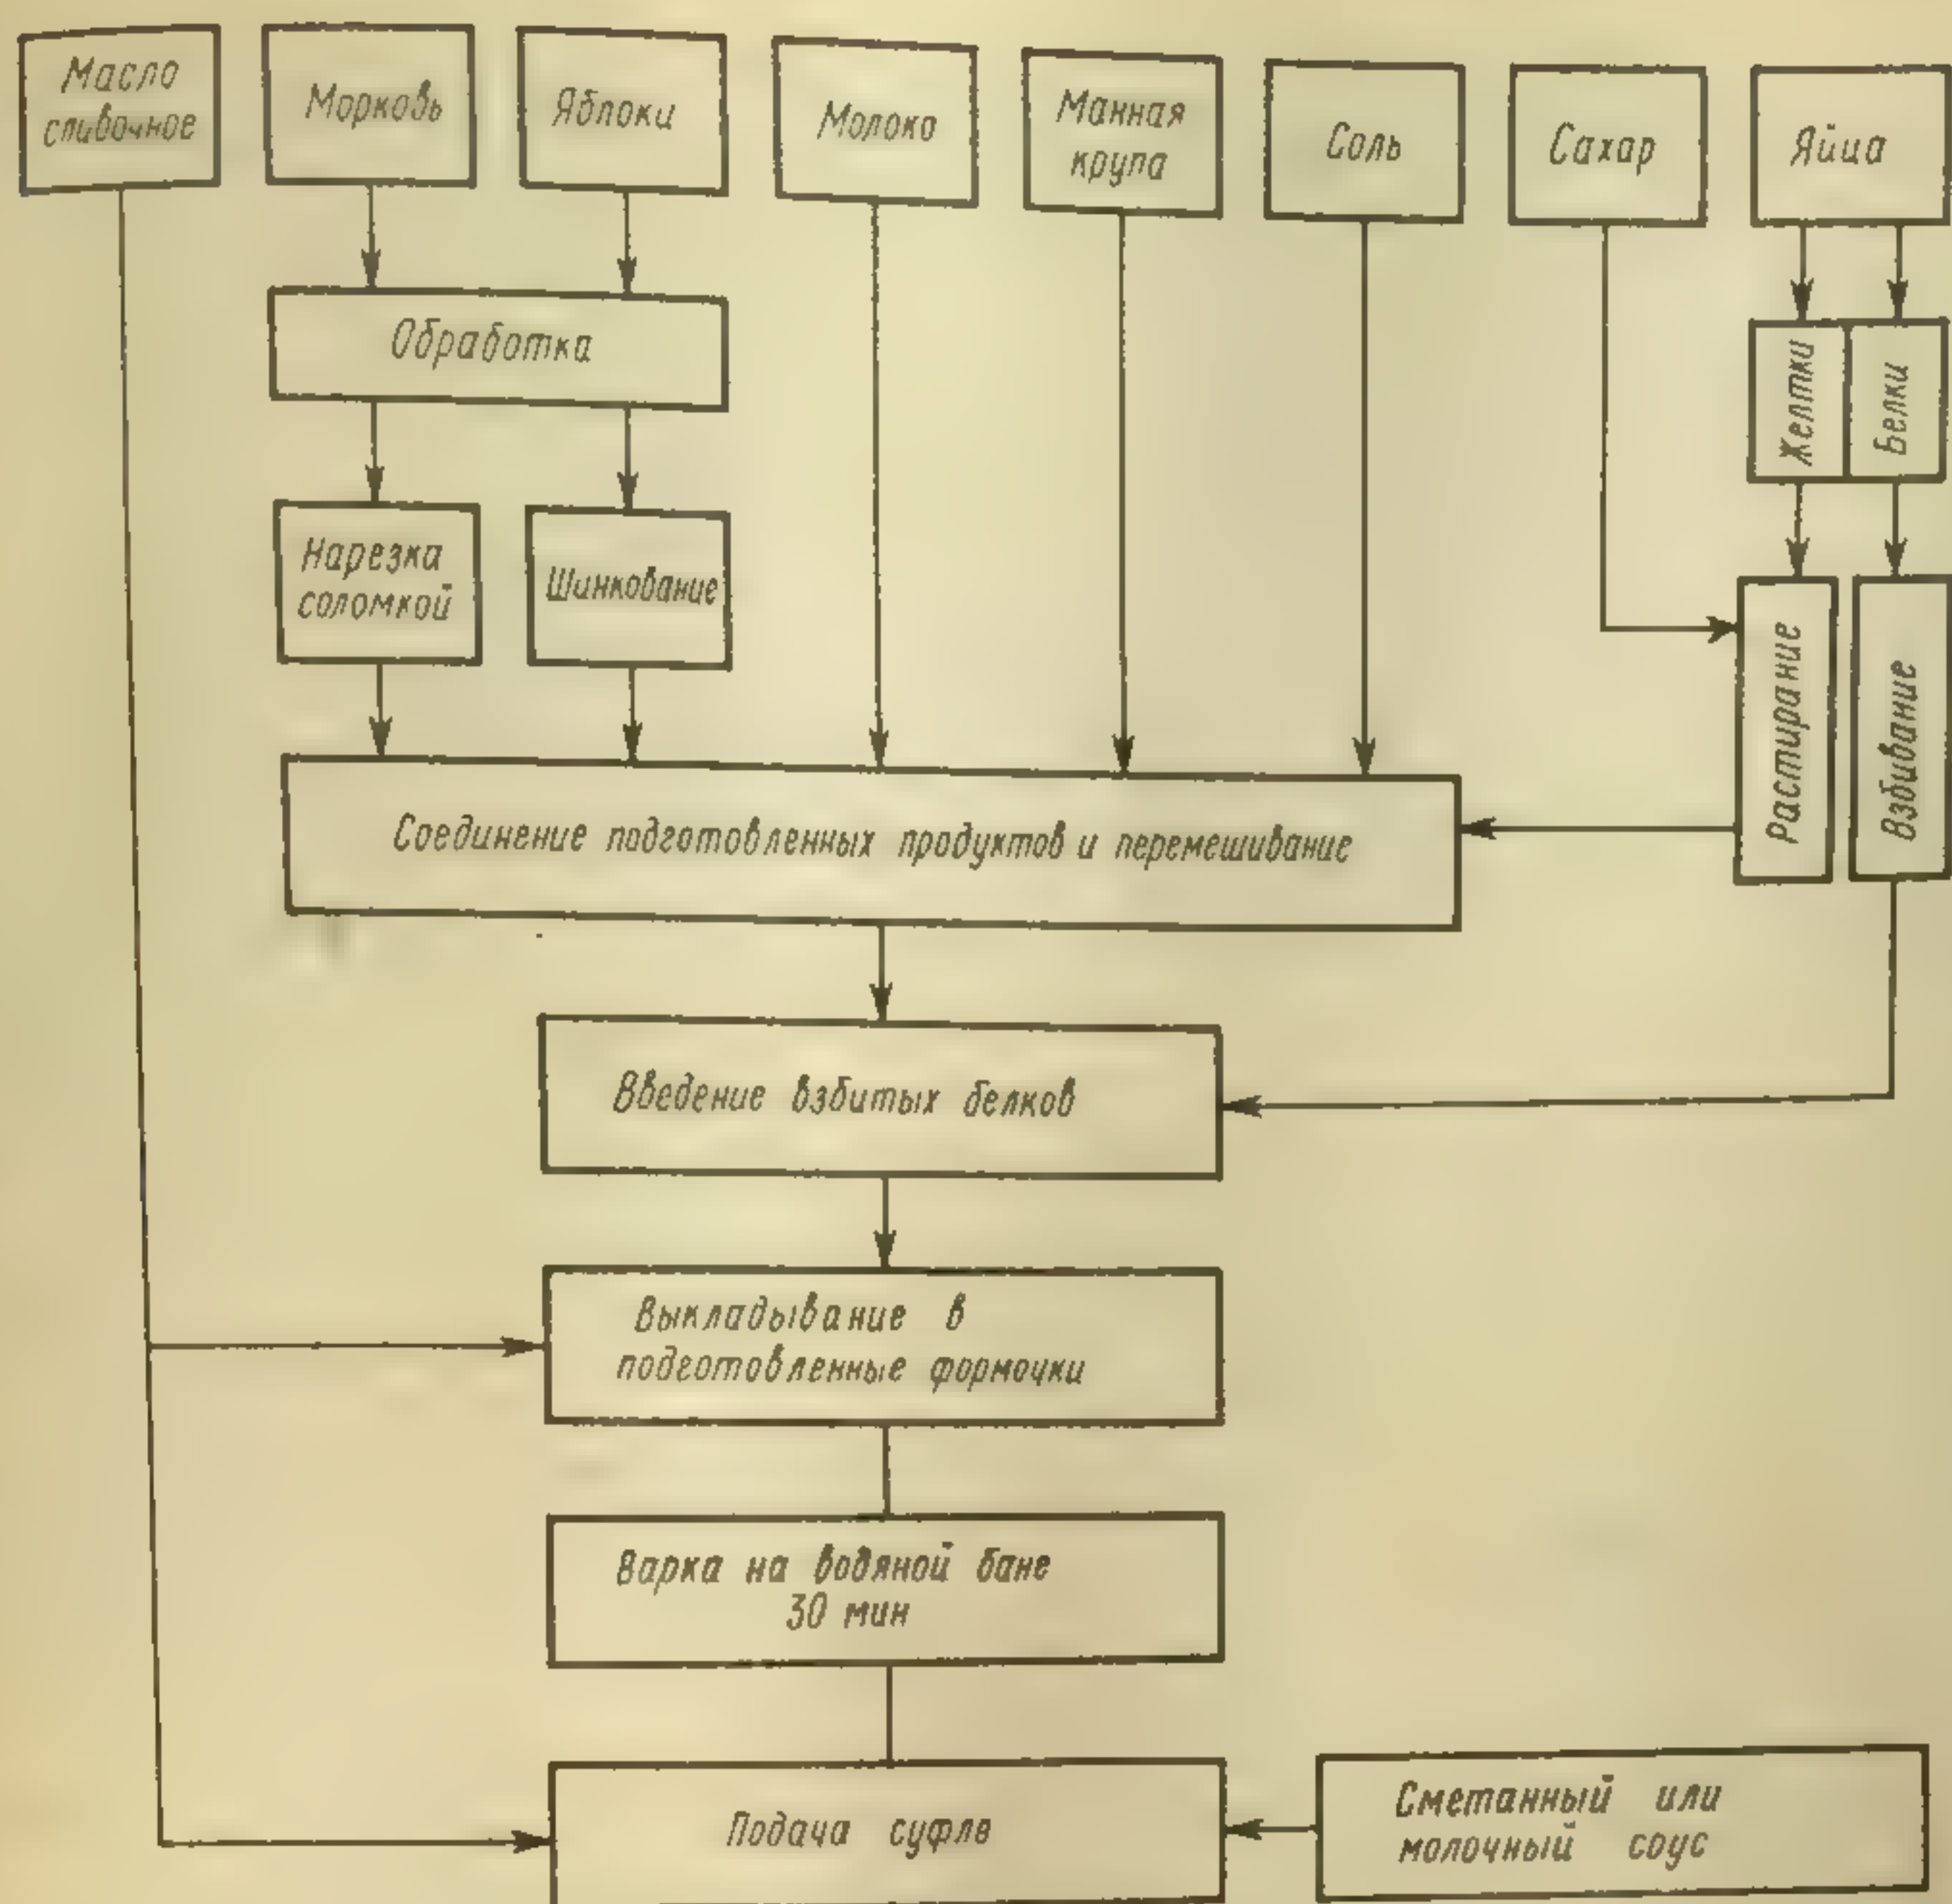 Масло
сливочное
Морковь
Яблоки
Молоко
Манная
крупа
Соль
Сахар
Яйца
Обработка
Желтки
Белки
Нарезка
соломкой
Шинкование
Растирание
Взбивание
Соединение подготовленных продуктов и перемешивание
Введение взбитых белков
Выкладывание в
подготовленные формочки
Варка на водяной бане
30 мин
Подача суфле
Сметанный или
молочный соус